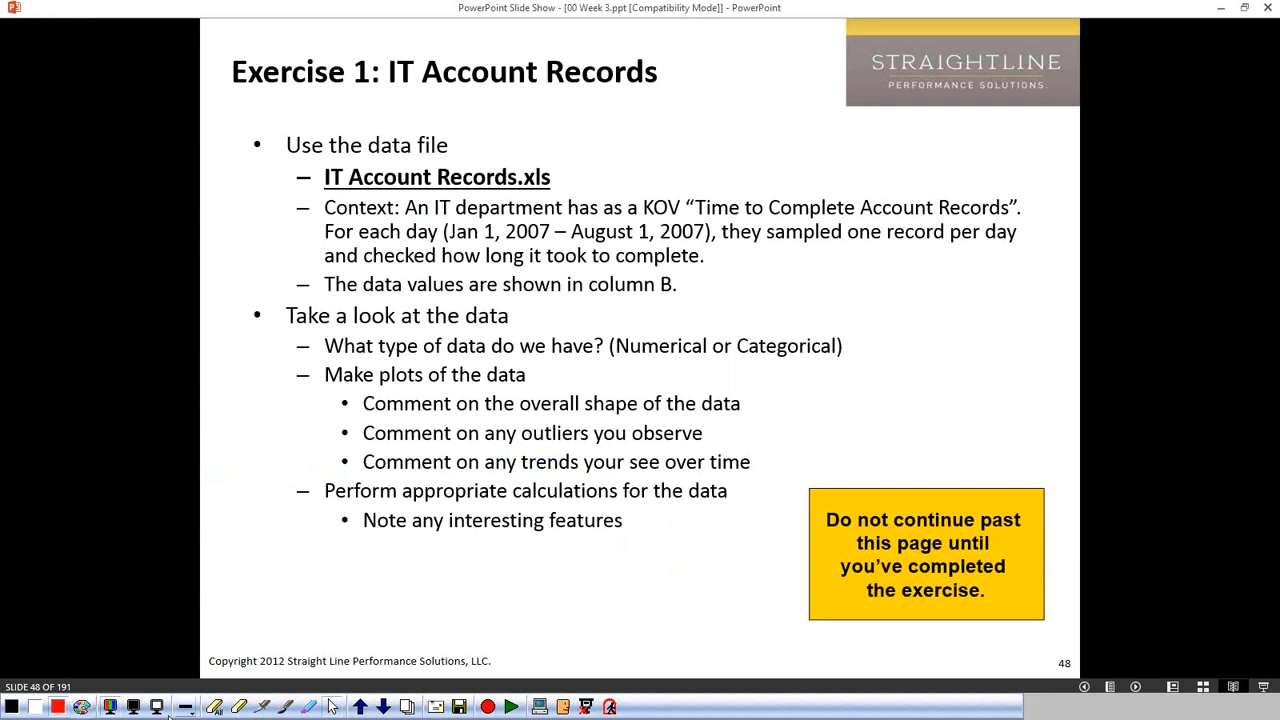 PowerPoint Slide Show - [00 Week 3.ppt [Compatibility Mode]] - PowerPoint
Exercise 1: IT Account Records
STRAIGHTLINE
PERFORMANCE SOLUTIONS.
• Use the data file
– IT Account Records.xls
– Context: An IT department has as a KOV “Time to Complete Account Records”.
For each day (Jan 1, 2007 – August 1, 2007), they sampled one record per day
and checked how long it took to complete.
– The data values are shown in column B.
• Take a look at the data
– What type of data do we have? (Numerical or Categorical)
– Make plots of the data
• Comment on the overall shape of the data
• Comment on any outliers you observe
• Comment on any trends your see over time
– Perform appropriate calculations for the data
• Note any interesting features
Do not continue past
this page until
you’ve completed
the exercise.
Copyright 2012 Straight Line Performance Solutions, LLC.
48
SLIDE 48 OF 191